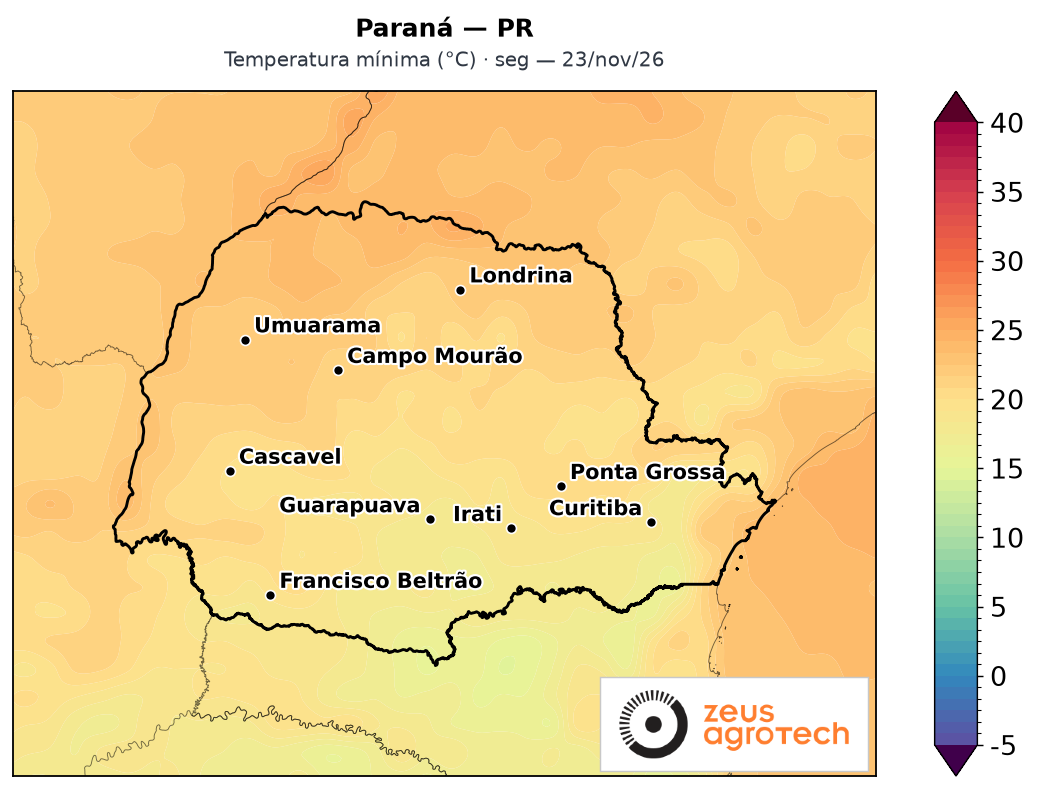 Paraná — PR
Temperatura mínima (°C) · seg — 23/nov/26
Londrina
Umuarama
Campo Mourão
Cascavel
Ponta Grossa
Guarapuava
Irati
Curitiba
Francisco Beltrão
zeus
agrotech
40
35
30
25
20
15
10
5
0
-5